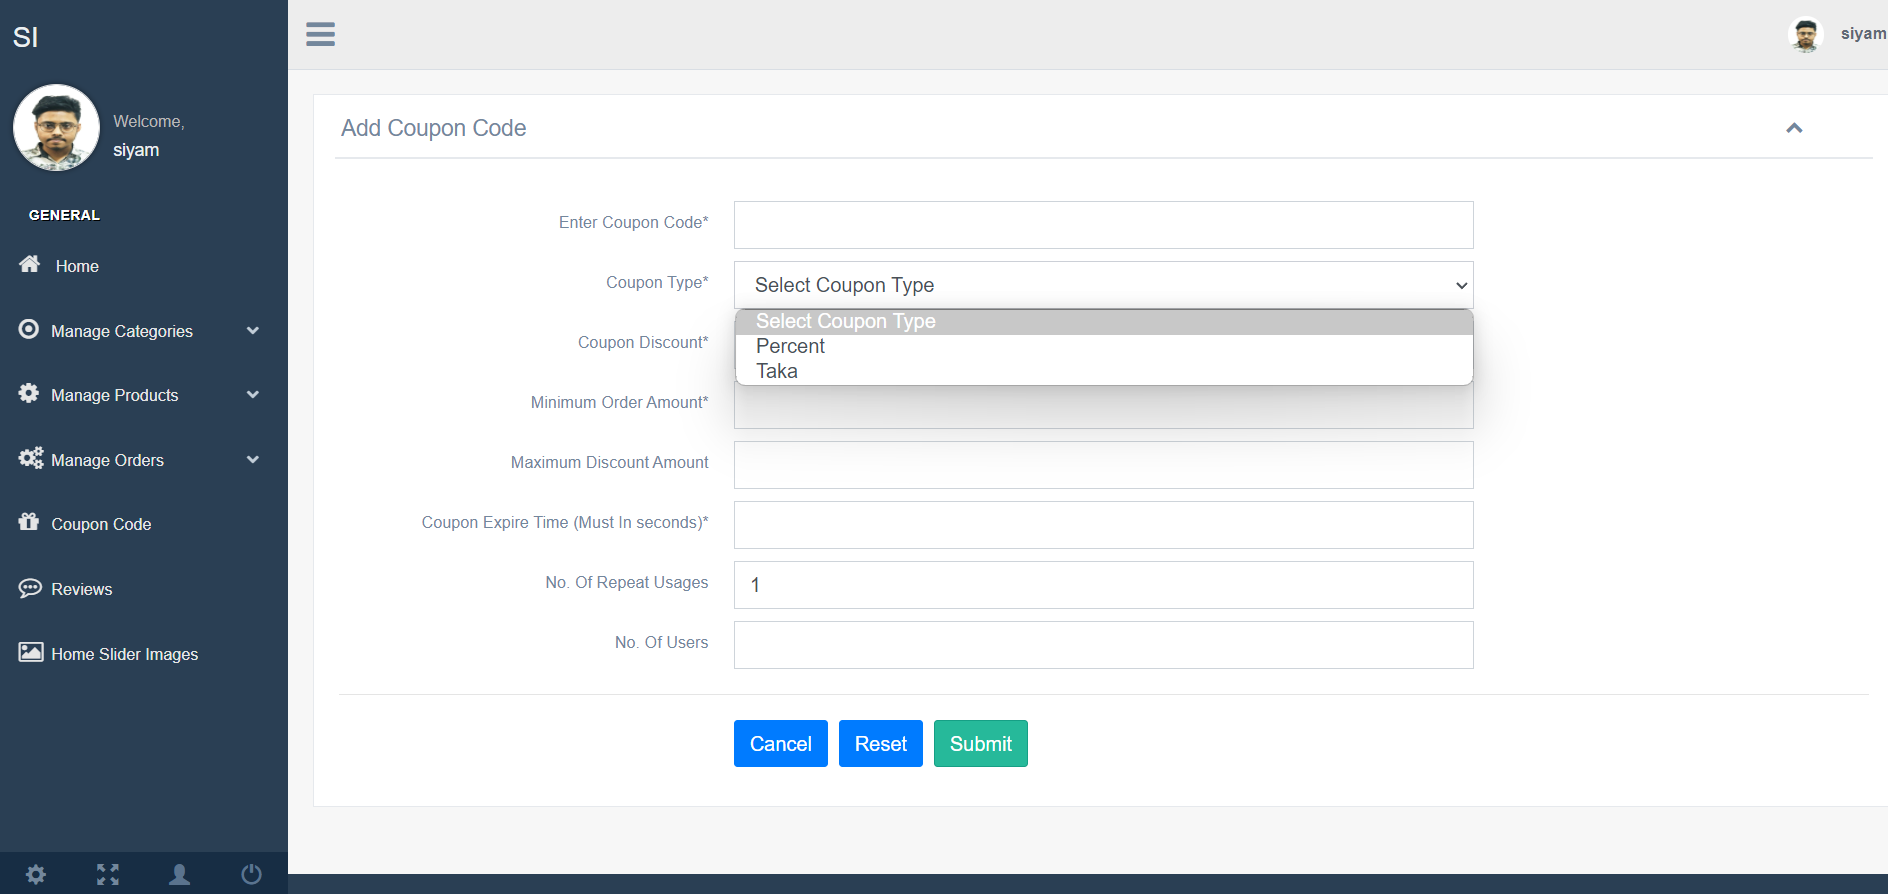 SI
siyam
Welcome,
siyam
GENERAL
Home
Manage Categories
Manage Products
Manage Orders
Coupon Code
Reviews
Home Slider Images
Add Coupon Code
Enter Coupon Code*
Coupon Type*
Select Coupon Type
Select Coupon Type
Percent
Taka
Coupon Discount*
Minimum Order Amount*
Maximum Discount Amount
Coupon Expire Time (Must In seconds)*
No. Of Repeat Usages
1
No. Of Users
Cancel
Reset
Submit